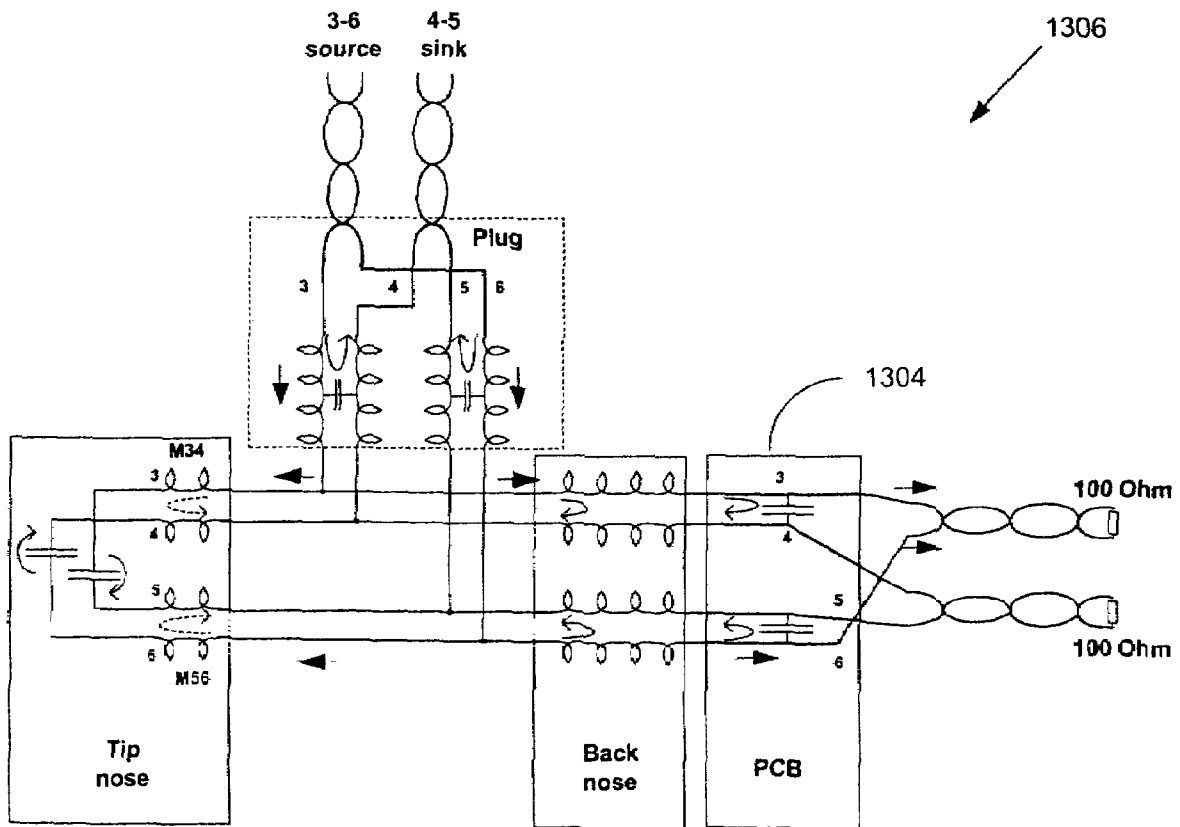 3-6 4-5
source sink
1306
Plug
3 4 5 6
1304
M34
3
4
5
6
M56
3
4
5
6
100 Ohm
100 Ohm
Tip
nose
Back
nose
PCB